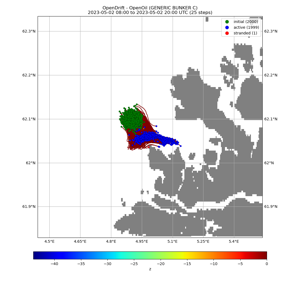 OpenDrift - OpenOil (GENERIC BUNKER C)
2023-05-02 08:00 to 2023-05-02 20:00 UTC (25 steps)
initial (2000)
active (1999)
stranded (1)
62.3°N 62.3°N
62.2°N 62.2°N
62.1°N 62.1°N
62°N 62°N
61.9°N 61.9°N
4.5°E 4.65°E 4.8°E 4.95°E 5.1°E 5.25°E 5.4°E
−40 −35 −30 −25 −20 −15 −10 −5 0
z